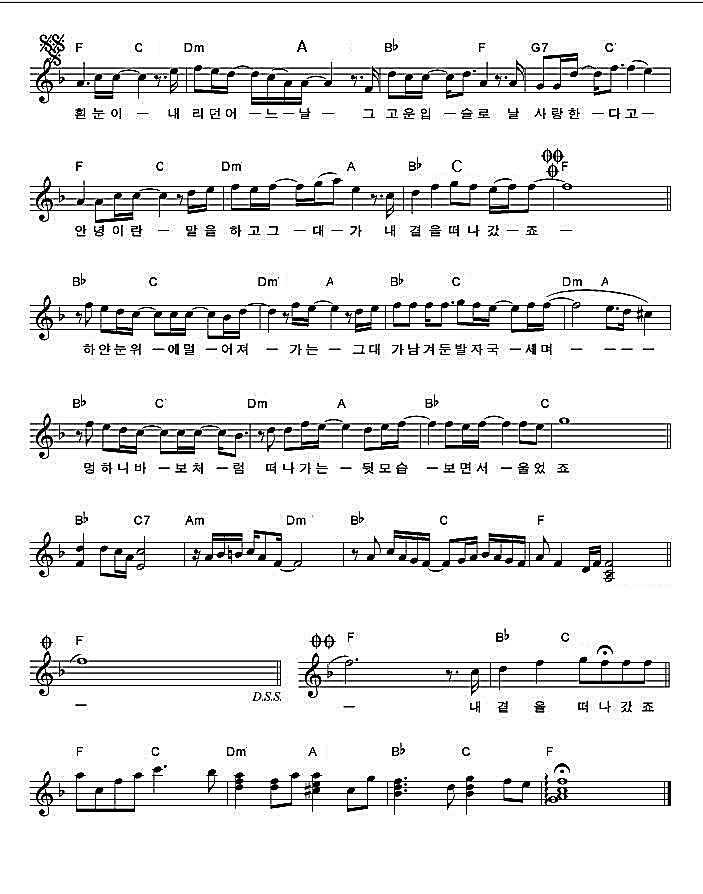 F C Dm A B♭ F G7 C
흰눈이 ─ 내 리던어 ─ 느 ─ 날 ─ 그 고운입 ─ 슬로 날 사랑한 ─ 다고 ─
F C Dm A B♭ C F
안녕이란 ─ 말을 하고그 ─ 대 ─ 가 내 곁을떠나갔 ─ 죠 ─
B♭ C Dm A B♭ C Dm A
하얀눈위 ─ 에멀 ─ 어져 ─ 가는 ─ 그대 가남겨둔발자국 ─ 세며 ─ ─ ─ ─
B♭ C Dm A B♭ C
멍하니바 ─ 보처 ─ 럼 떠나가는 ─ 뒷모습 ─ 보면서 ─ 울었 죠
B♭ C7 Am Dm B♭ C F
F F B♭ C
D.S.S.
─ ─ 내 곁 을 떠 나 갔 죠
F C Dm A B♭ C F